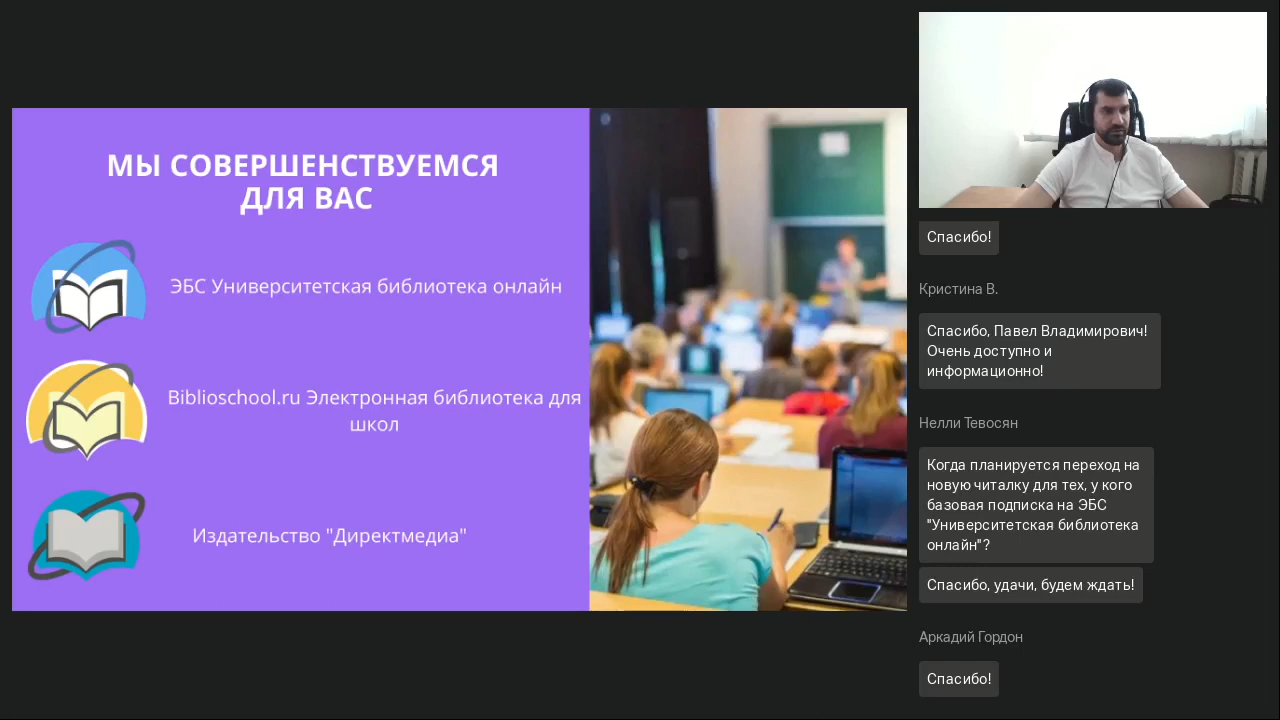 МЫ СОВЕРШЕНСТВУЕМСЯ
ДЛЯ ВАС
ЭБС Университетская библиотека онлайн
Biblioschool.ru Электронная библиотека для
школ
Издательство "Директмедиа"
Спасибо!
Кристина В.
Спасибо, Павел Владимирович!
Очень доступно и
информационно!
Нелли Тевосян
Когда планируется переход на
новую читалку для тех, у кого
базовая подписка на ЭБС
"Университетская библиотека
онлайн"?
Спасибо, удачи, будем ждать!
Аркадий Гордон
Спасибо!